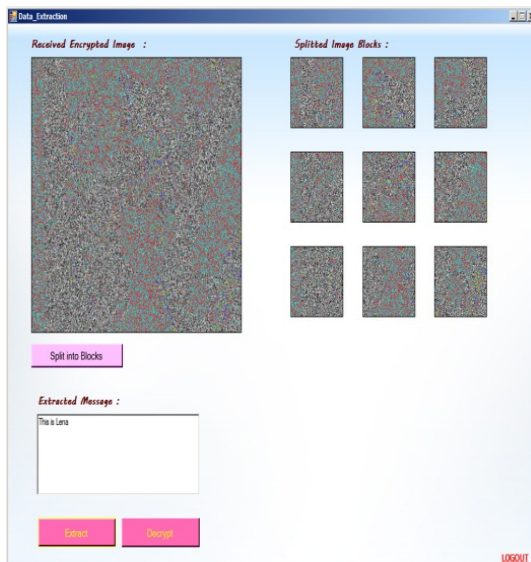 Data_Extraction
Received Encrypted Image :
Splitted Image Blocks :
Split into Blocks
Extracted Message :
This is Lena
Extract
Decrypt
LOGOUT